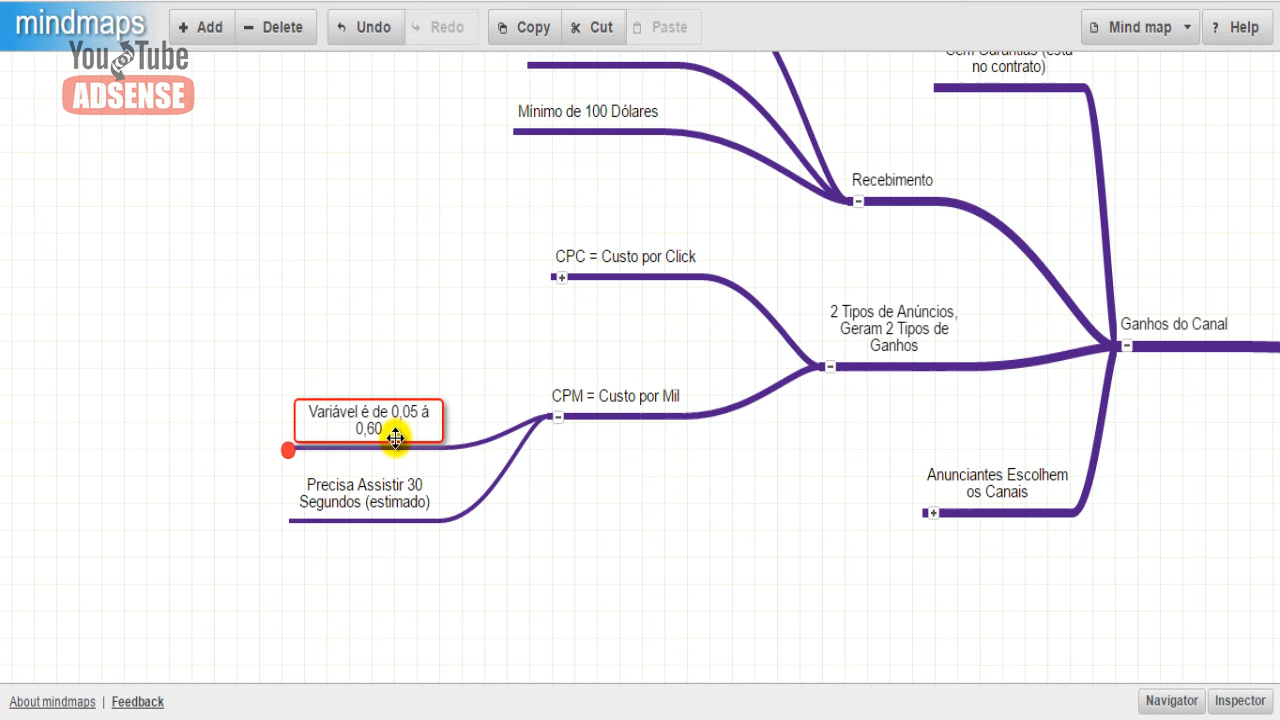 mindmaps
Add
Delete
Undo
Redo
Copy
Cut
Paste
Mind map
? Help
YouTube
ADSENSE
Sem Garantias (está
no contrato)
Mínimo de 100 Dólares
Recebimento
CPC = Custo por Click
2 Tipos de Anúncios,
Geram 2 Tipos de
Ganhos
Ganhos do Canal
CPM = Custo por Mil
Variável é de 0,05 á
0,60
Precisa Assistir 30
Segundos (estimado)
Anunciantes Escolhem
os Canais
About mindmaps | Feedback
Navigator
Inspector